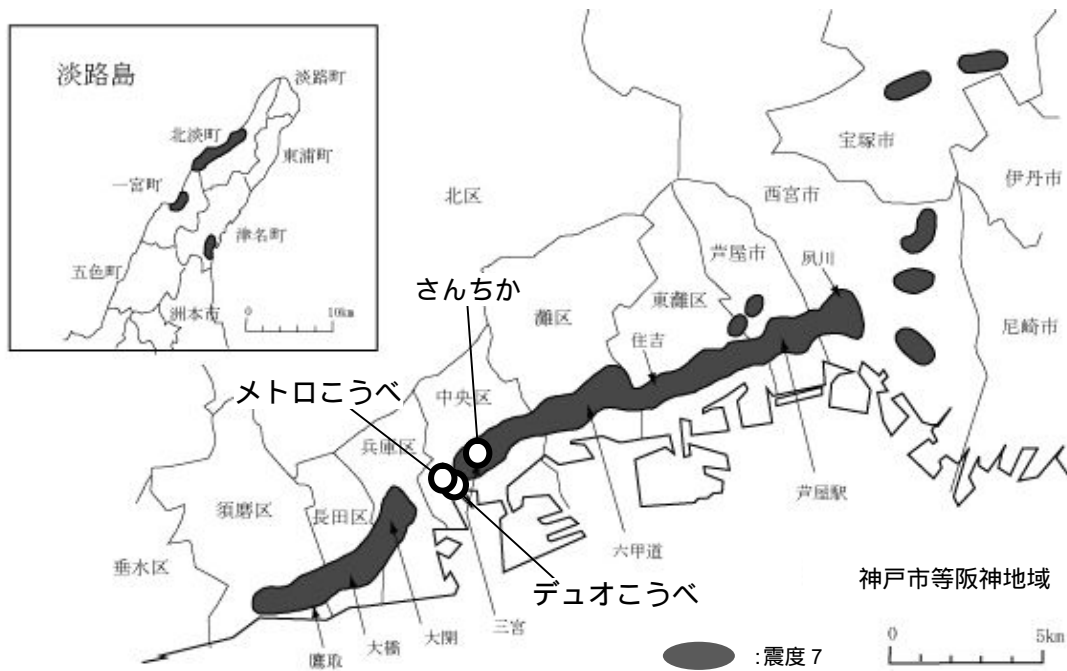 淡路島
淡路町
北淡町
東浦町
一宮町
津名町
五色町
洲本市
0
10km
宝塚市
伊丹市
西宮市
北区
芦屋市
夙川
さんちか
東灘区
灘区
住吉
尼崎市
メトロこうべ
中央区
兵庫区
須磨区
長田区
芦屋駅
垂水区
六甲道
神戸市等阪神地域
デュオこうべ
三宮
大開
大橋
鷹取
:震度7
0
5km